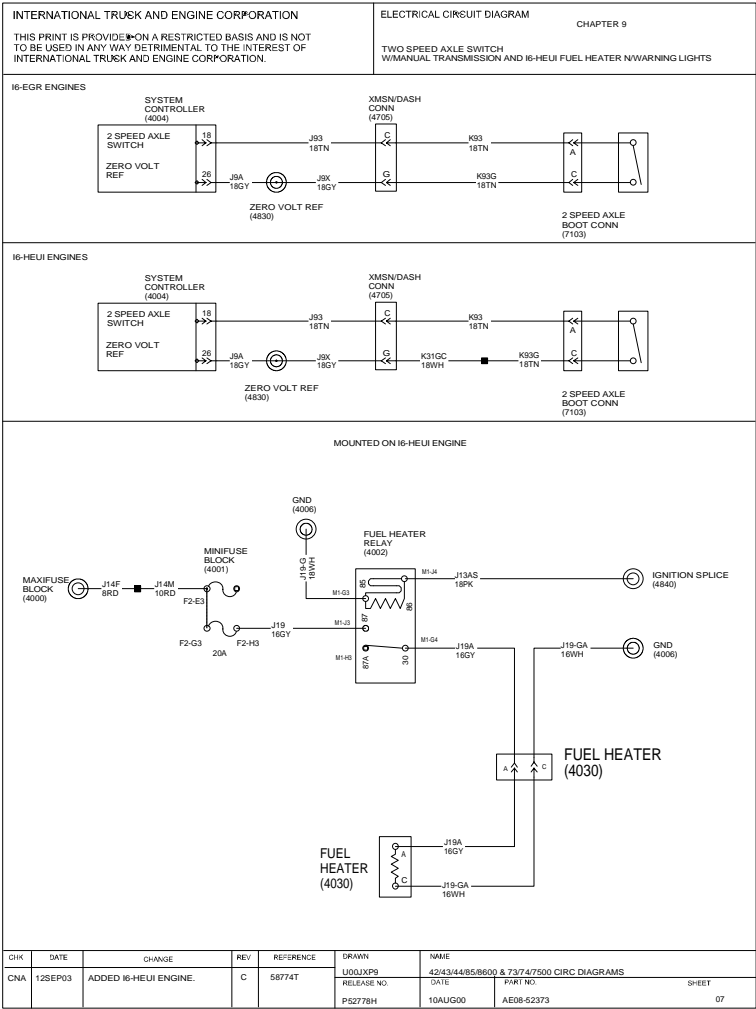 INTERNATIONAL TRUCK AND ENGINE CORPORATION
THIS PRINT IS PROVIDED ON A RESTRICTED BASIS AND IS NOT
TO BE USED IN ANY WAY DETRIMENTAL TO THE INTEREST OF
INTERNATIONAL TRUCK AND ENGINE CORPORATION.
ELECTRICAL CIRCUIT DIAGRAM
CHAPTER 9
TWO SPEED AXLE SWITCH
W/MANUAL TRANSMISSION AND I6-HEUI FUEL HEATER N/WARNING LIGHTS
I6-EGR ENGINES
SYSTEM
CONTROLLER
(4004)
2 SPEED AXLE
SWITCH
18
ZERO VOLT
REF
26
J93
18TN
J9A
18GY
ZERO VOLT REF
(4830)
J9X
18GY
XMSN/DASH
CONN
(4705)
C
G
K93
18TN
K93G
18TN
A
C
2 SPEED AXLE
BOOT CONN
(7103)
I6-HEUI ENGINES
SYSTEM
CONTROLLER
(4004)
2 SPEED AXLE
SWITCH
18
ZERO VOLT
REF
26
J93
18TN
J9A
18GY
ZERO VOLT REF
(4830)
J9X
18GY
XMSN/DASH
CONN
(4705)
C
G
K93
18TN
K31GC
18WH
K93G
18TN
A
C
2 SPEED AXLE
BOOT CONN
(7103)
MOUNTED ON I6-HEUI ENGINE
GND
(4006)
J19-G
18WH
FUEL HEATER
RELAY
(4002)
MINIFUSE
BLOCK
(4001)
MAXIFUSE
BLOCK
(4000)
J14F
8RD
J14M
10RD
F2-E3
F2-G3
F2-H3
20A
J19
16GY
M1-G3
M1-J3
M1-H3
M1-J4
M1-G4
85
86
87
87A
30
J13AS
18PK
IGNITION SPLICE
(4840)
J19A
16GY
J19-GA
16WH
GND
(4006)
A
C
FUEL HEATER
(4030)
FUEL
HEATER
(4030)
A
C
J19A
16GY
J19-GA
16WH
CHK DATE CHANGE REV REFERENCE DRAWN NAME
CNA 12SEP03 ADDED I6-HEUI ENGINE. C 58774T U00JXP9 42/43/44/85/8600 & 73/74/7500 CIRC DIAGRAMS
RELEASE NO. DATE PART NO. SHEET
P52778H 10AUG00 AE08-52373 07